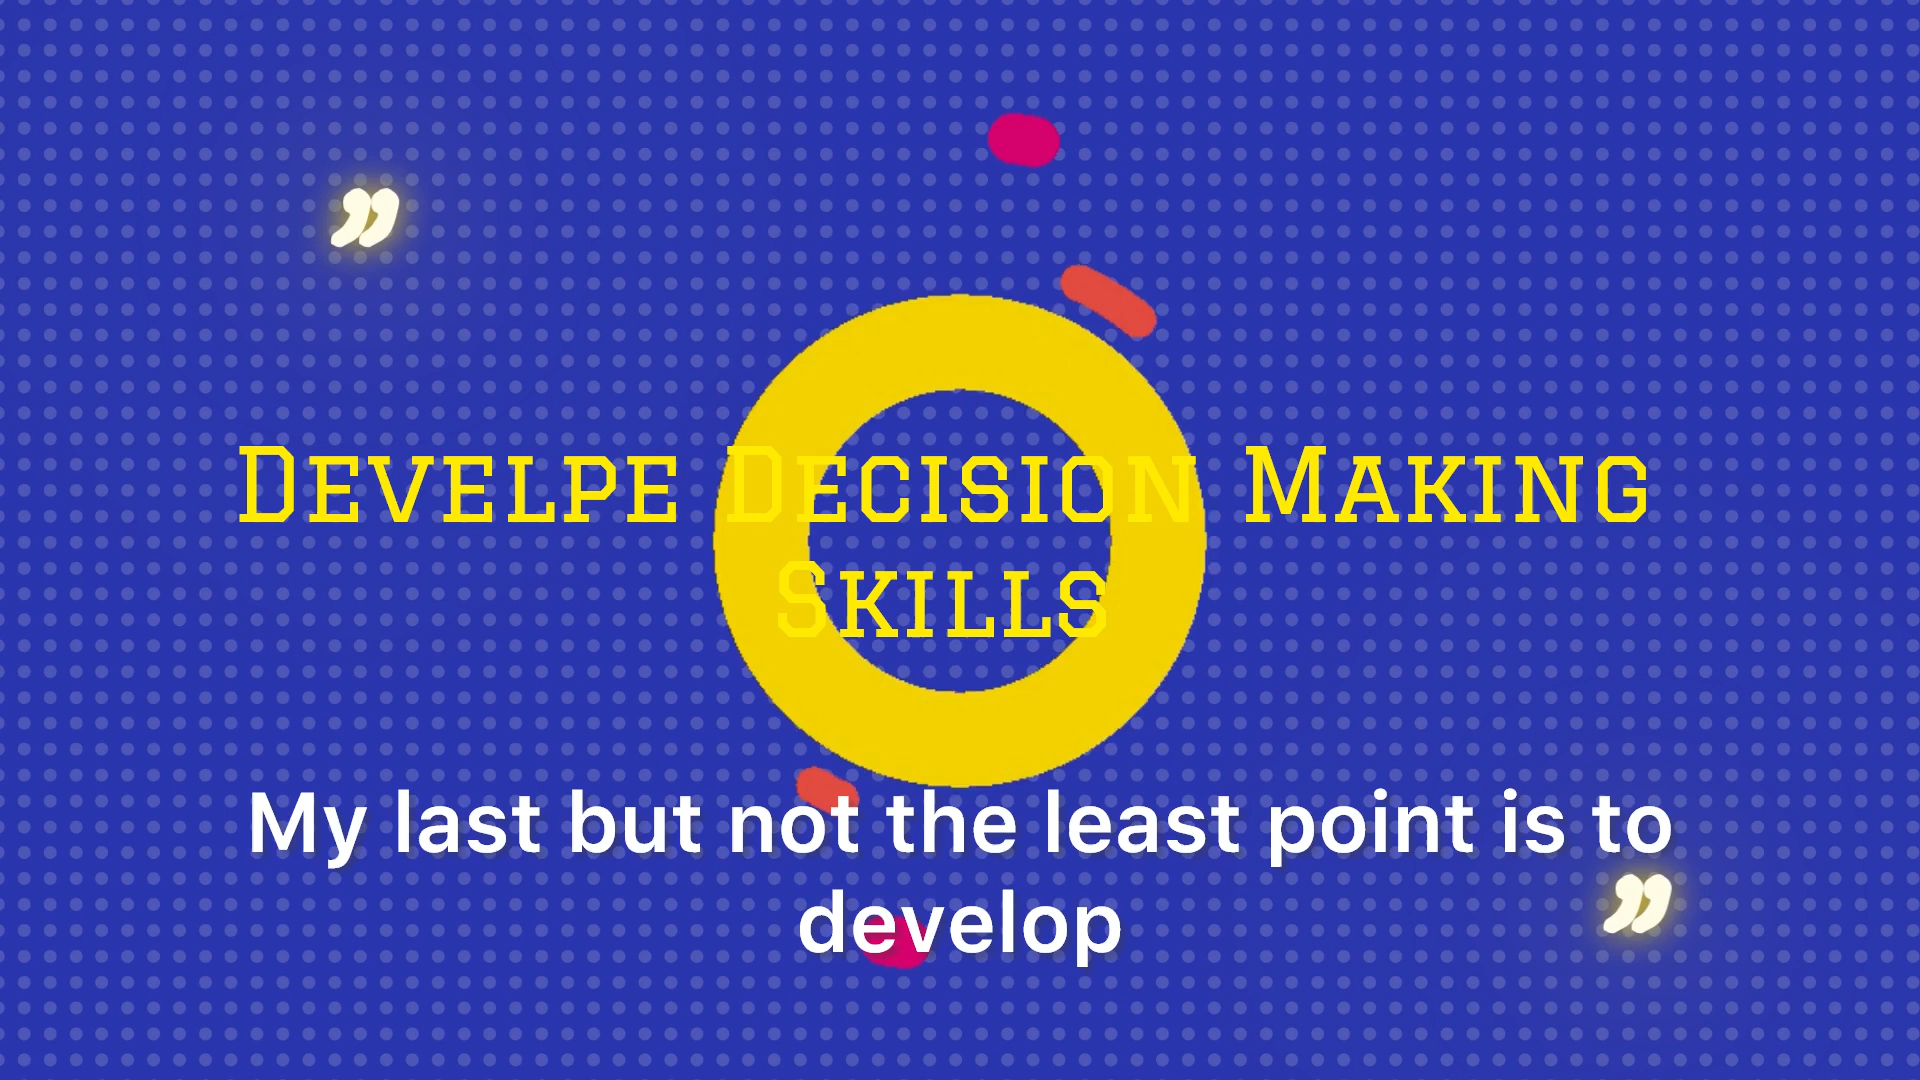 ”
Develpe Decision Making
Skills
My last but not the least point is to
develop
”